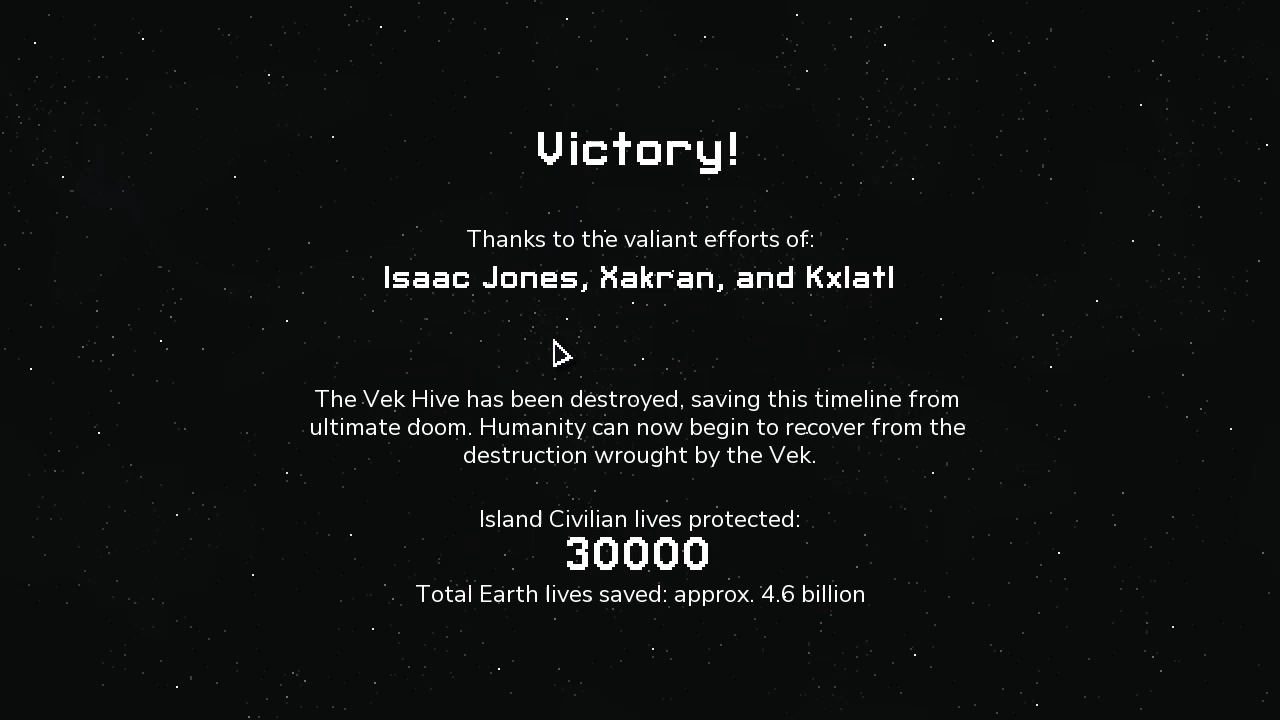 Victory!
Thanks to the valiant efforts of:
Isaac Jones, Xakran, and Kxlatl
The Vek Hive has been destroyed, saving this timeline from
ultimate doom. Humanity can now begin to recover from the
destruction wrought by the Vek.
Island Civilian lives protected:
30000
Total Earth lives saved: approx. 4.6 billion